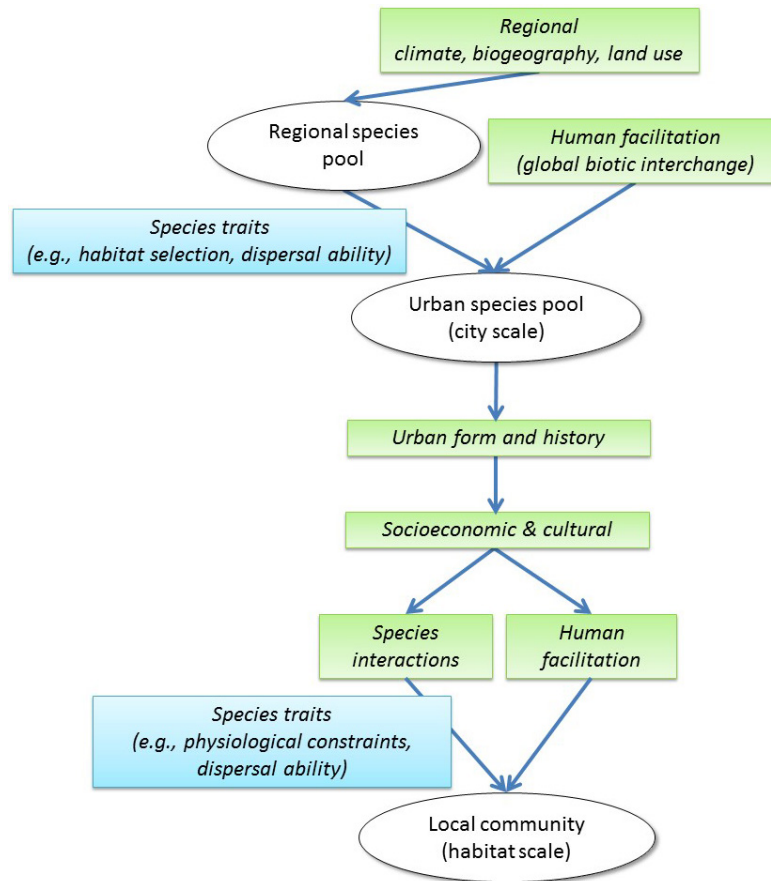 Regional
climate, biogeography, land use
Regional species
pool
Human facilitation
(global biotic interchange)
Species traits
(e.g., habitat selection, dispersal ability)
Urban species pool
(city scale)
Urban form and history
Socioeconomic & cultural
Species
interactions
Human
facilitation
Species traits
(e.g., physiological constraints,
dispersal ability)
Local community
(habitat scale)